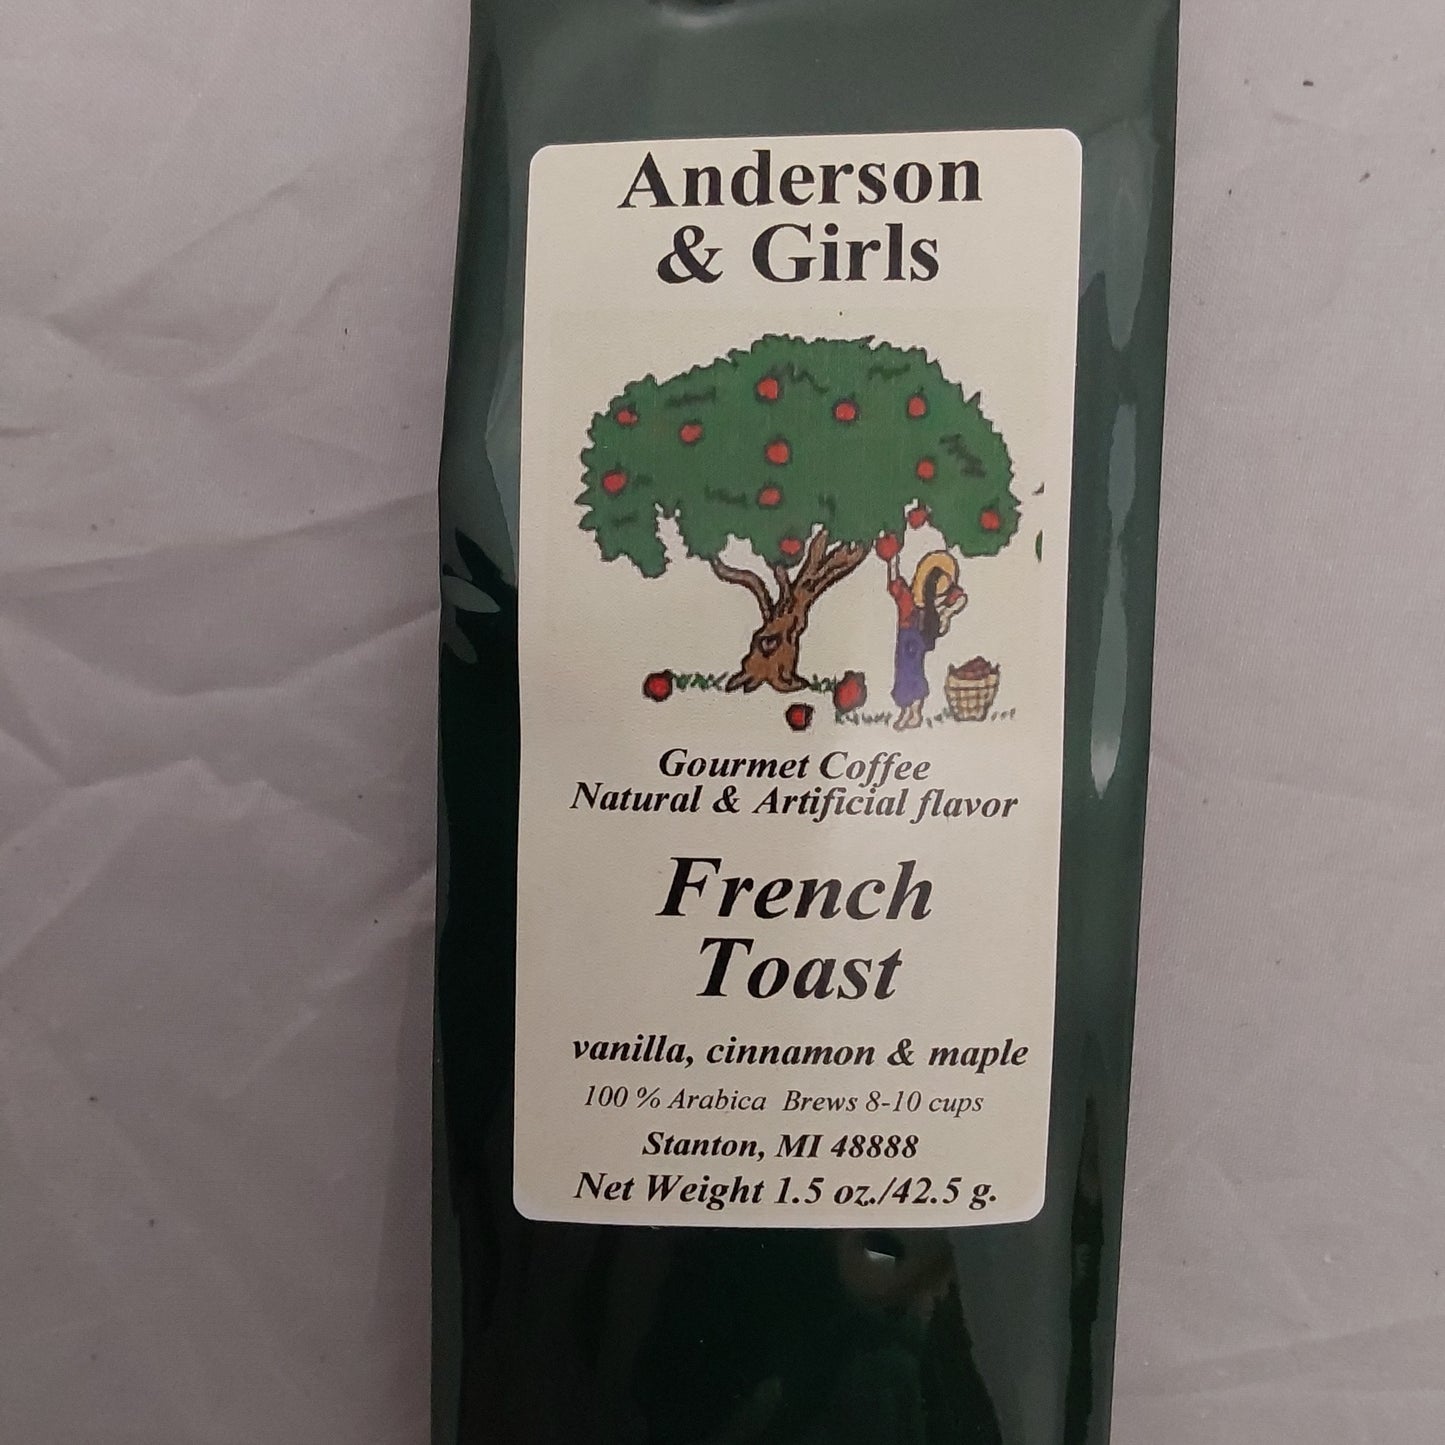 Anderson
& Girls
Gourmet Coffee
Natural & Artificial flavor
French
Toast
vanilla, cinnamon & maple
100 % Arabica Brews 8-10 cups
Stanton, MI 48888
Net Weight 1.5 oz./42.5 g.